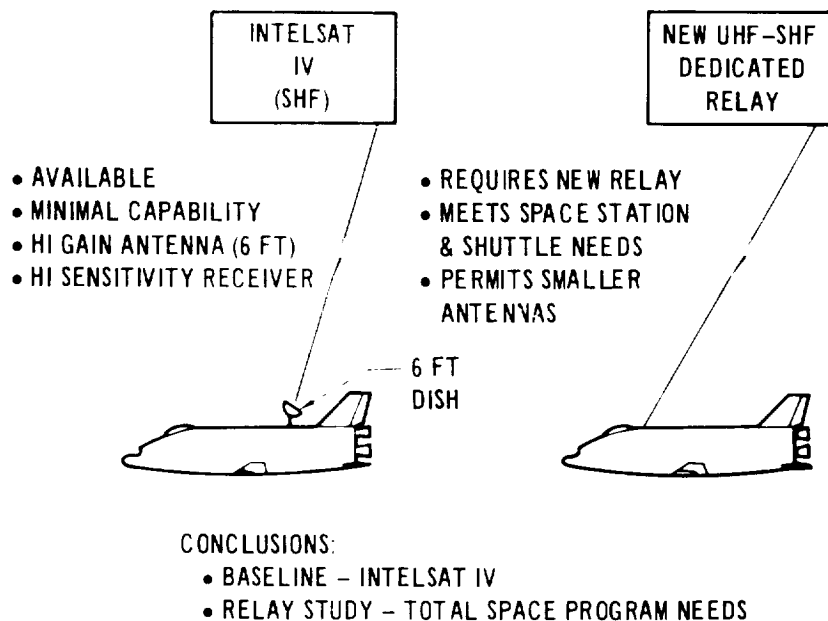 INTELSAT
IV
(SHF)
NEW UHF-SHF
DEDICATED
RELAY
• AVAILABLE
• MINIMAL CAPABILITY
• HI GAIN ANTENNA (6 FT)
• HI SENSITIVITY RECEIVER
• REQUIRES NEW RELAY
• MEETS SPACE STATION
& SHUTTLE NEEDS
• PERMITS SMALLER
ANTENNAS
6 FT
DISH
CONCLUSIONS:
• BASELINE - INTELSAT IV
• RELAY STUDY - TOTAL SPACE PROGRAM NEEDS